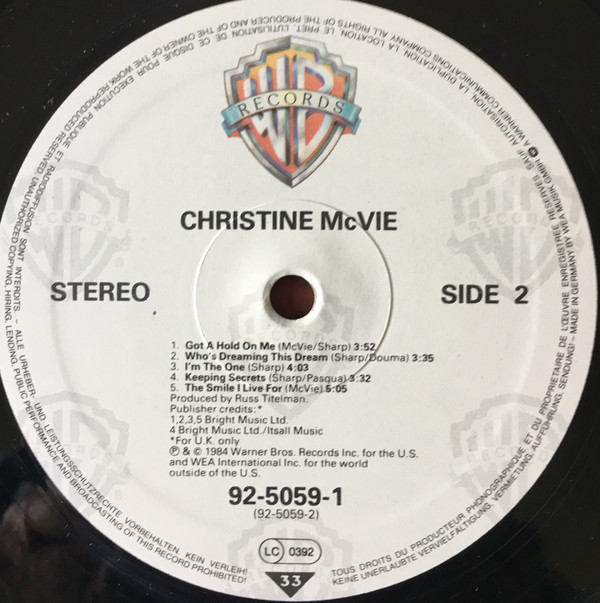 WB
RECORDS
CHRISTINE McVIE
STEREO
SIDE 2
1. Got A Hold On Me (McVie/Sharp) 3:52
2. Who's Dreaming This Dream (Sharp/Douma) 3:35
3. I'm The One (Sharp) 4:03
4. Keeping Secrets (Sharp/Pasqua) 3:32
5. The Smile I Live For (McVie) 5:05
Produced by Russ Titelman.
Publisher credits:*
1,2,3,5 Bright Music Ltd.
4 Bright Music Ltd./Itsall Music
*For U.K. only
℗ & © 1984 Warner Bros. Records Inc. for the U.S.
and WEA International Inc. for the world
outside of the U.S.
92-5059-1
(92-5059-2)
LC 0392
33
ALLE URHEBER- UND LEISTUNGSSCHUTZRECHTE VORBEHALTEN. KEIN VERLEIH!
KEINE UNERLAUBTE VERVIELFÄLTIGUNG, VERMIETUNG, AUFFÜHRUNG, SENDUNG! – MADE IN GERMANY BY WEA MUSIK GMBH
A WARNER COMMUNICATIONS COMPANY ALL RIGHTS OF THE PRODUCER AND OF THE OWNER OF THE WORK REPRODUCED RESERVED. UNAUTHORIZED COPYING, HIRING, LENDING, PUBLIC PERFORMANCE AND BROADCASTING OF THIS RECORD PROHIBITED!
TOUS DROITS DU PRODUCTEUR PHONOGRAPHIQUE ET DU PROPRIETAIRE DE L'ŒUVRE ENREGISTREE RESERVES SAUF AUTORISATION, LA DUPLICATION, LA LOCATION, LE PRET, L'UTILISATION DE CE DISQUE POUR EXECUTION PUBLIQUE ET RADIODIFFUSION SONT INTERDITS. –